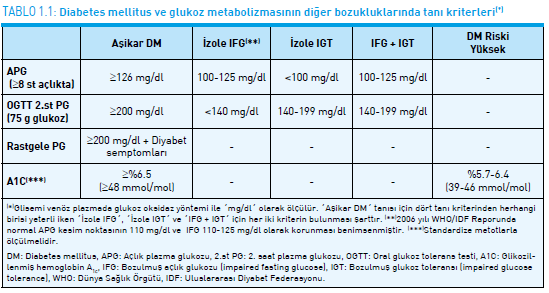 TABLO 1.1: Diabetes mellitus ve glukoz metabolizmasının diğer bozukluklarında tanı kriterleri(*)
Aşikar DM İzole IFG(**) İzole IGT IFG + IGT DM Riski Yüksek
APG (≥8 st açlıkta) ≥126 mg/dl 100-125 mg/dl <100 mg/dl 100-125 mg/dl -
OGTT 2.st PG (75 g glukoz) ≥200 mg/dl <140 mg/dl 140-199 mg/dl 140-199 mg/dl -
Rastgele PG ≥200 mg/dl + Diyabet semptomları - - - -
A1C(***) ≥%6.5 (≥48 mmol/mol) - - - %5.7-6.4 (39-46 mmol/mol)
(*)Glisemi venöz plazmada glukoz oksidaz yöntemi ile ´mg/dl´ olarak ölçülür. ´Aşikar DM´ tanısı için dört tanı kriterinden herhangi
birisi yeterli iken ´İzole IFG´, ´İzole IGT´ ve ´IFG + IGT´ için her iki kriterin bulunması şarttır. (**)2006 yılı WHO/IDF Raporunda
normal APG kesim noktasının 110 mg/dl ve IFG 110-125 mg/dl olarak korunması benimsenmiştir. (***)Standardize metotlarla
ölçülmelidir.
DM: Diabetes mellitus, APG: Açlık plazma glukozu, 2.st PG: 2. saat plazma glukozu, OGTT: Oral glukoz tolerans testi, A1C: Glikozil-
lenmiş hemoglobin A1c, IFG: Bozulmuş açlık glukozu (impaired fasting glucose), IGT: Bozulmuş glukoz toleransı (impaired glucose
tolerance), WHO: Dünya Sağlık Örgütü, IDF: Uluslararası Diyabet Federasyonu.